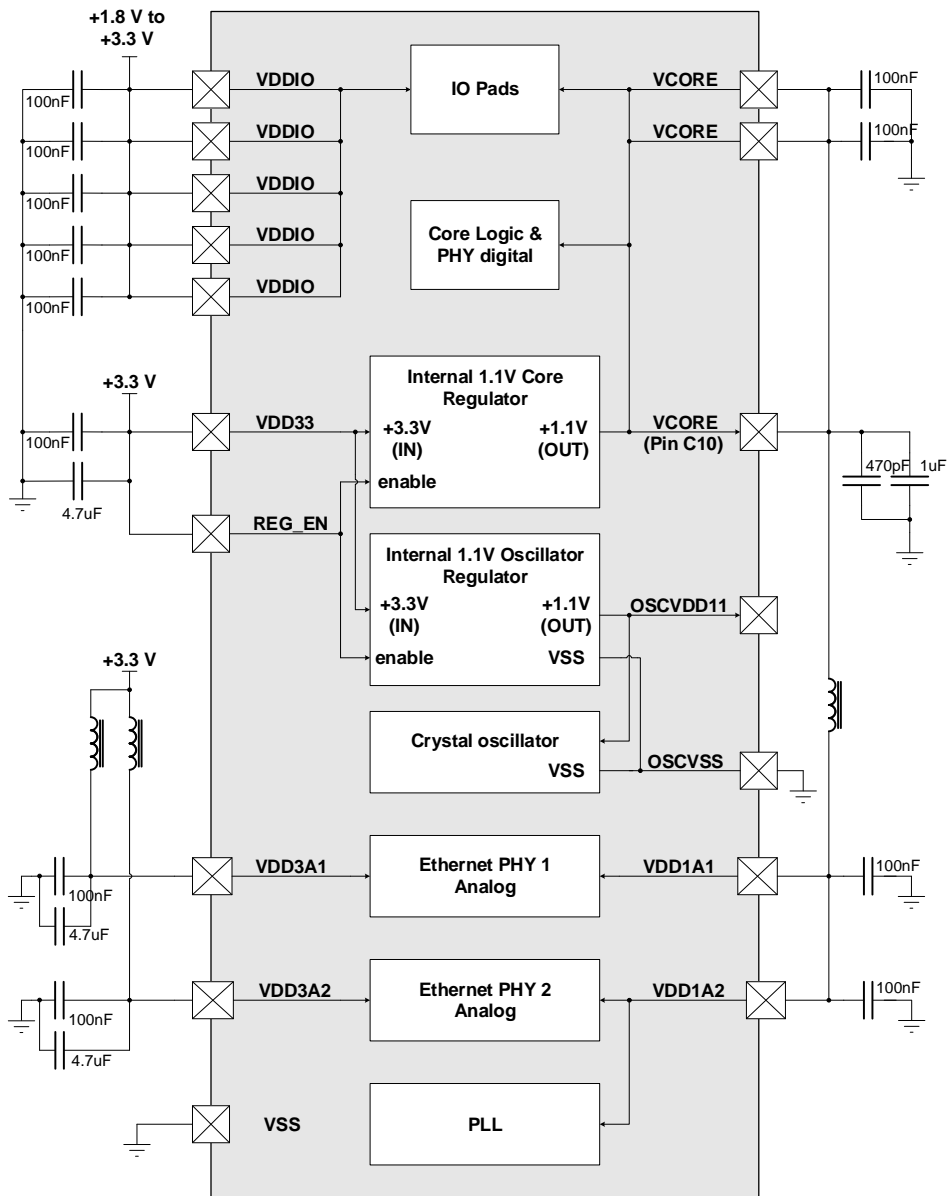 +1.8 V to
+3.3 V
100nF
VDDIO
IO Pads
VCORE
100nF
100nF
VDDIO
VCORE
100nF
100nF
VDDIO
100nF
VDDIO
Core Logic &
PHY digital
100nF
VDDIO
+3.3 V
100nF
VDD33
Internal 1.1V Core
Regulator
+3.3V
(IN)
+1.1V
(OUT)
enable
VCORE
(Pin C10)
470pF
1uF
4.7uF
REG_EN
Internal 1.1V Oscillator
Regulator
+3.3V
(IN)
+1.1V
(OUT)
enable
VSS
OSCVDD11
+3.3 V
Crystal oscillator
VSS
OSCVSS
100nF
4.7uF
VDD3A1
Ethernet PHY 1
Analog
VDD1A1
100nF
100nF
4.7uF
VDD3A2
Ethernet PHY 2
Analog
VDD1A2
100nF
VSS
PLL